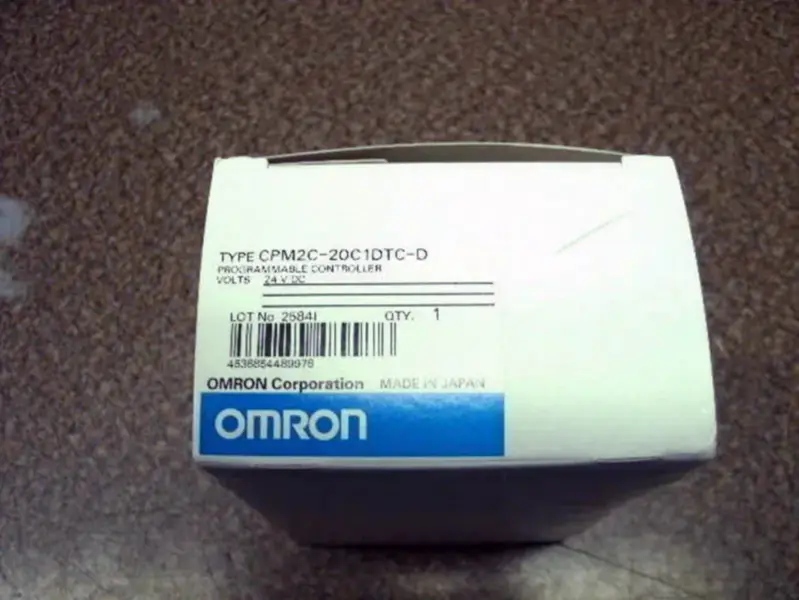 TYPE CPM2C-20C1DTC-D
PROGRAMMABLE CONTROLLER
VOLTS 24 V DC
LOT No 2584I QTY. 1
4536854489976
OMRON Corporation MADE IN JAPAN
OMRON